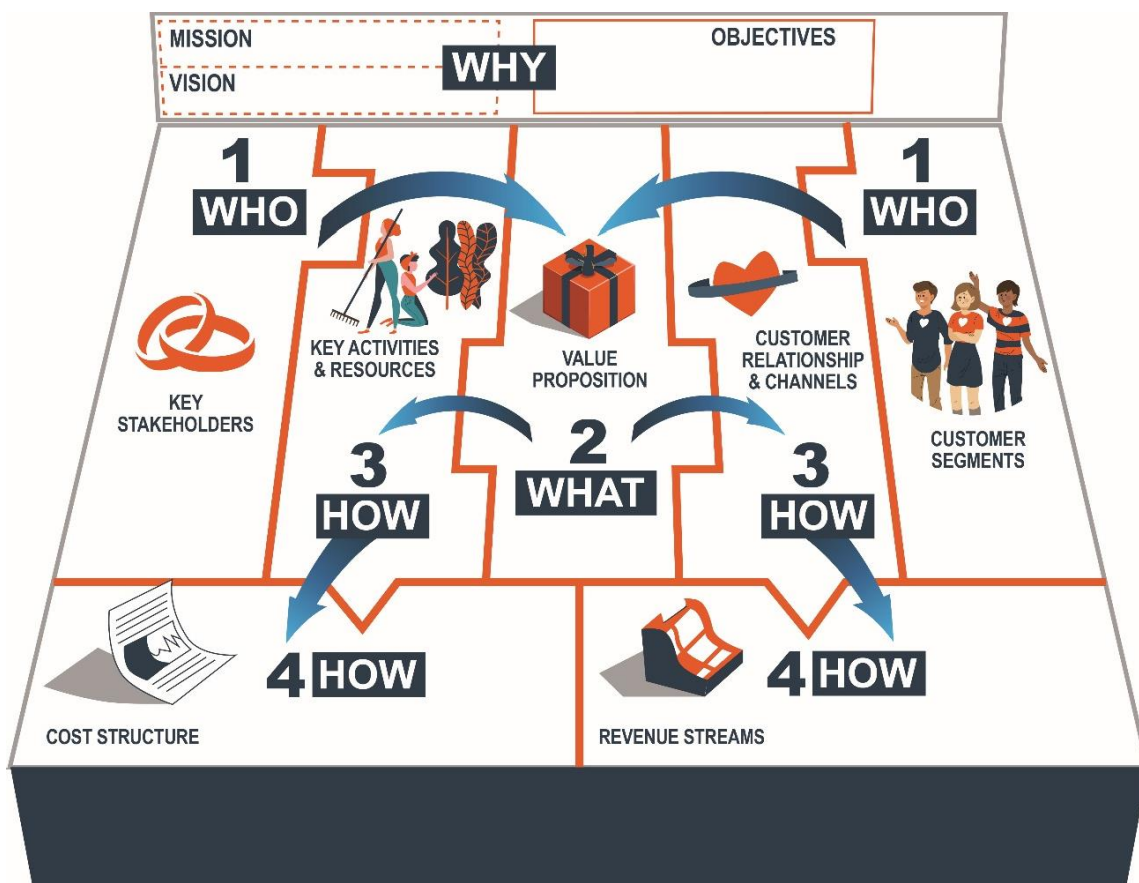 MISSION
VISION
WHY
OBJECTIVES
1
WHO
1
WHO
KEY ACTIVITIES
& RESOURCES
VALUE
PROPOSITION
CUSTOMER
RELATIONSHIP
& CHANNELS
KEY
STAKEHOLDERS
CUSTOMER
SEGMENTS
3
HOW
2
WHAT
3
HOW
4 HOW
4 HOW
COST STRUCTURE
REVENUE STREAMS